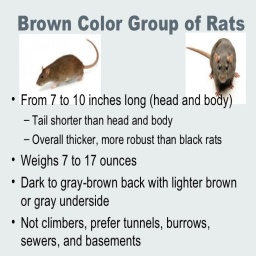 Brown Color Group of Rats
• From 7 to 10 inches long (head and body)
– Tail shorter than head and body
– Overall thicker, more robust than black rats
• Weighs 7 to 17 ounces
• Dark to gray-brown back with lighter brown
or gray underside
• Not climbers, prefer tunnels, burrows,
sewers, and basements